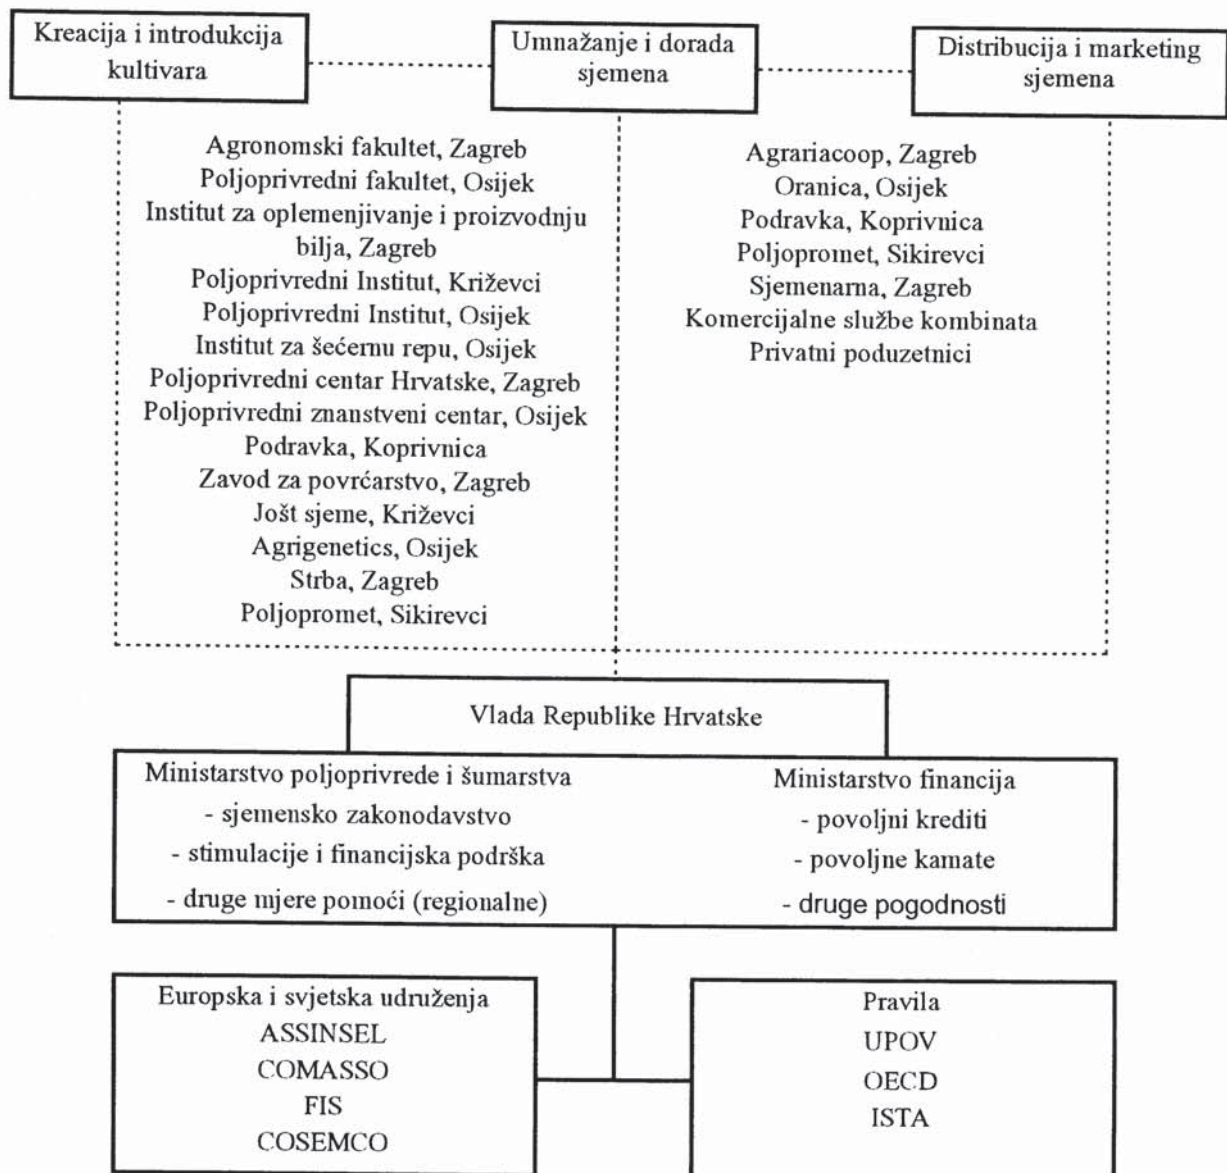 Kreacija i introdukcija
kultivara
Umnažanje i dorada
sjemena
Distribucija i marketing
sjemena
Agronomski fakultet, Zagreb
Poljoprivredni fakultet, Osijek
Institut za oplemenjivanje i proizvodnju
bilja, Zagreb
Poljoprivredni Institut, Križevci
Poljoprivredni Institut, Osijek
Institut za šećernu repu, Osijek
Poljoprivredni centar Hrvatske, Zagreb
Poljoprivredni znanstveni centar, Osijek
Podravka, Koprivnica
Zavod za povrćarstvo, Zagreb
Jošt sjeme, Križevci
Agrigenetics, Osijek
Strba, Zagreb
Poljopromet, Sikirevci
Agrariacoop, Zagreb
Oranica, Osijek
Podravka, Koprivnica
Poljopromet, Sikirevci
Sjemenarna, Zagreb
Komercijalne službe kombinata
Privatni poduzetnici
Vlada Republike Hrvatske
Ministarstvo poljoprivrede i šumarstva
- sjemensko zakonodavstvo
- stimulacije i financijska podrška
- druge mjere pomoći (regionalne)
Ministarstvo financija
- povoljni krediti
- povoljne kamate
- druge pogodnosti
Europska i svjetska udruženja
ASSINSEL
COMASSO
FIS
COSEMCO
Pravila
UPOV
OECD
ISTA